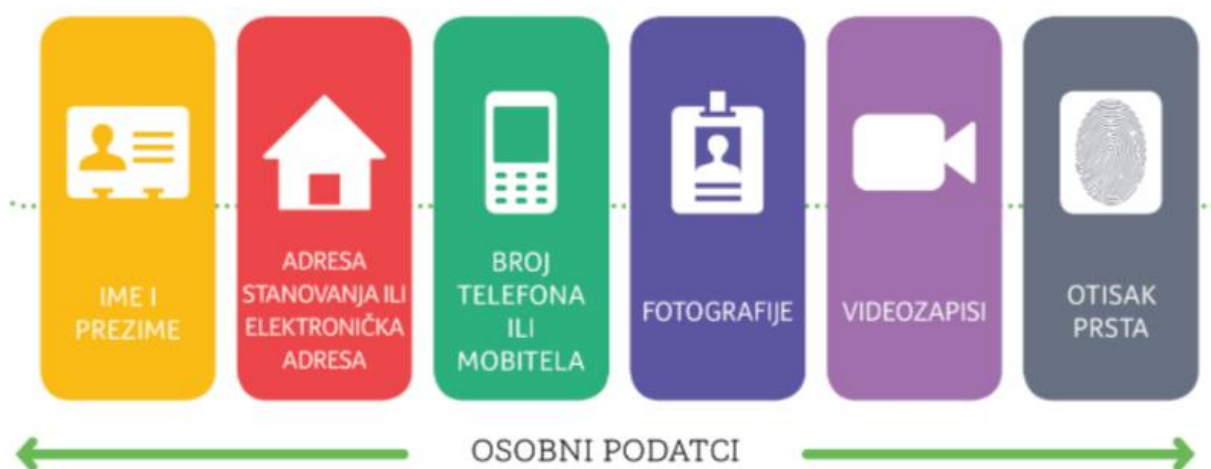 IME I
PREZIME
ADRESA
STANOVANJA ILI
ELEKTRONIČKA
ADRESA
BROJ
TELEFONA
ILI
MOBITELA
FOTOGRAFIJE
VIDEOZAPISI
OTISAK
PRSTA
OSOBNI PODATCI